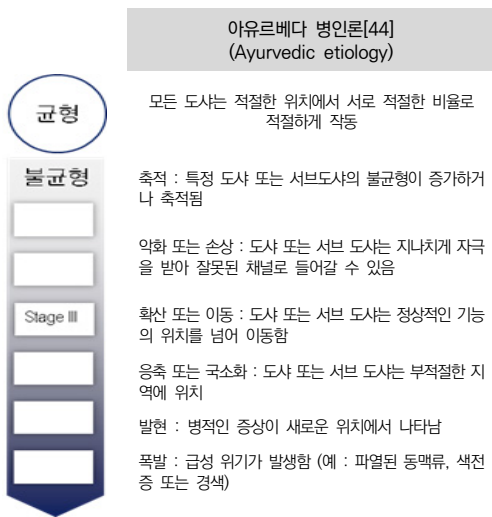 아유르베다 병인론[44]
(Ayurvedic etiology)
균형
모든 도샤는 적절한 위치에서 서로 적절한 비율로
적절하게 작동
불균형
축적 : 특정 도샤 또는 서브도샤의 불균형이 증가하거
나 축적됨
악화 또는 손상 : 도샤 또는 서브 도샤는 지나치게 자극
을 받아 잘못된 채널로 들어갈 수 있음
Stage Ⅲ
확산 또는 이동 : 도샤 또는 서브 도샤는 정상적인 기능
의 위치를 넘어 이동함
응축 또는 국소화 : 도샤 또는 서브 도샤는 부적절한 지
역에 위치
발현 : 병적인 증상이 새로운 위치에서 나타남
폭발 : 급성 위기가 발생함 (예 : 파열된 동맥류, 색전
증 또는 경색)